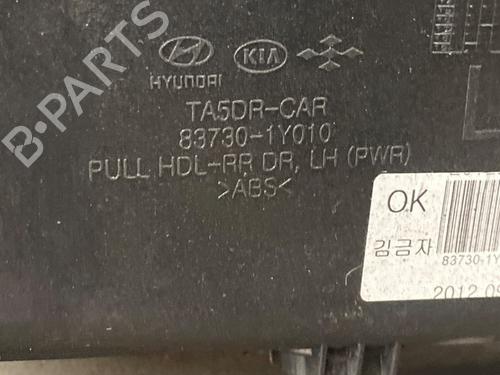 HYUNDAI
KIA
TA5DR-CAR
83730-1Y010
PULL HDL-RR DR, LH (PWR)
>ABS<
OK
김금자
83730-1Y
2012.09
B-PARTS